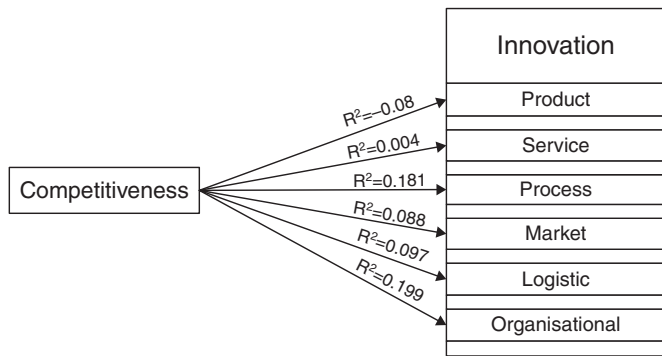 Innovation
Product
Service
Process
Market
Logistic
Organisational
Competitiveness
R²=–0.08
R²=0.004
R²=0.181
R²=0.088
R²=0.097
R²=0.199